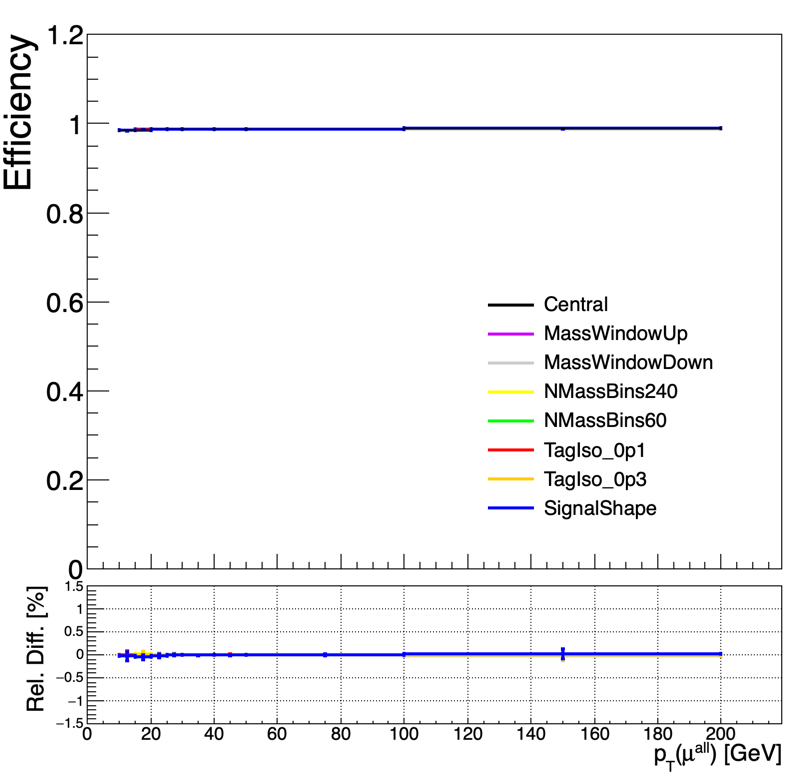 Efficiency
1.2
1
0.8
0.6
0.4
0.2
0
Central
MassWindowUp
MassWindowDown
NMassBins240
NMassBins60
TagIso_0p1
TagIso_0p3
SignalShape
Rel. Diff. [%]
1.5
1
0.5
0
−0.5
−1
−1.5
0 20 40 60 80 100 120 140 160 180 200
p_T(μ^all) [GeV]